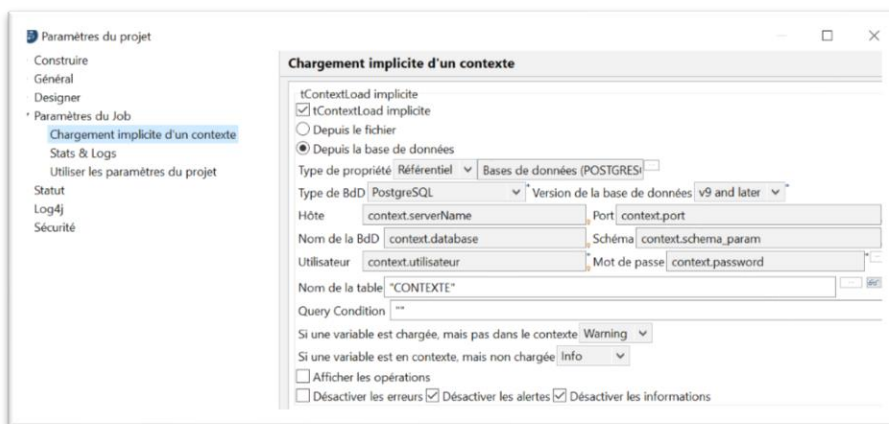 Paramètres du projet
Construire
Général
Designer
Paramètres du Job
Chargement implicite d'un contexte
Stats & Logs
Utiliser les paramètres du projet
Statut
Log4j
Sécurité
Chargement implicite d'un contexte
tContextLoad implicite
tContextLoad implicite
Depuis le fichier
Depuis la base de données
Type de propriété Référentiel Bases de données (POSTGRES
Type de BdD PostgreSQL * Version de la base de données v9 and later *
Hôte context.serverName Port context.port
Nom de la BdD context.database Schéma context.schema_param
Utilisateur context.utilisateur * Mot de passe context.password * ...
Nom de la table "CONTEXTE" ...
Query Condition ""
Si une variable est chargée, mais pas dans le contexte Warning
Si une variable est en contexte, mais non chargée Info
Afficher les opérations
Désactiver les erreurs Désactiver les alertes Désactiver les informations